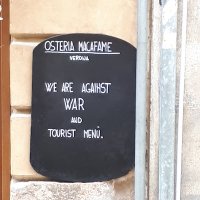 OSTERIA MACAFAME
VERONA
WE ARE AGAINST
WAR
AND
TOURIST MENÙ.